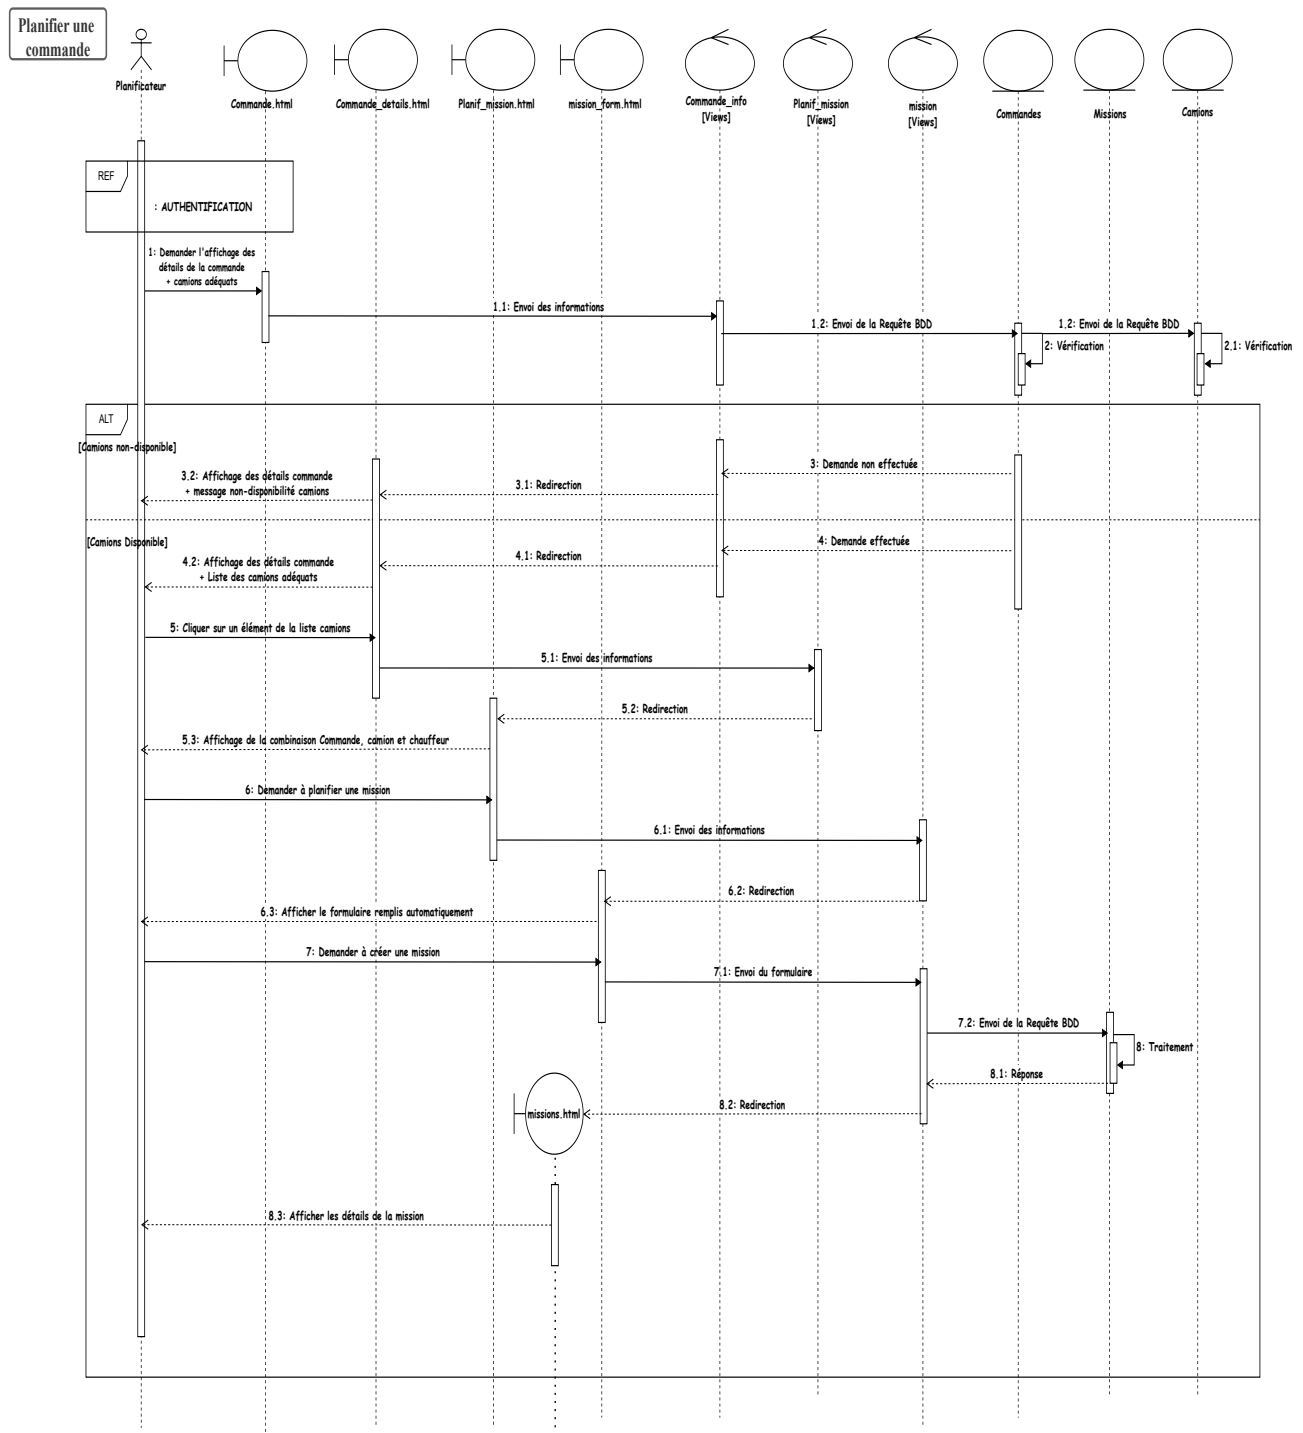 Planifier une
commande
Planificateur
Commande.html
Commande_details.html
Planif_mission.html
mission_form.html
Commande_info
[Views]
Planif_mission
[Views]
mission
[Views]
Commandes
Missions
Camions
REF
: AUTHENTIFICATION
1: Demander l'affichage des
détails de la commande
+ camions adéquats
1.1: Envoi des informations
1.2: Envoi de la Requête BDD
1.2: Envoi de la Requête BDD
2: Vérification
2.1: Vérification
ALT
[Camions non-disponible]
3: Demande non effectuée
3.1: Redirection
3.2: Affichage des détails commande
+ message non-disponibilité camions
[Camions Disponible]
4: Demande effectuée
4.1: Redirection
4.2: Affichage des détails commande
+ Liste des camions adéquats
5: Cliquer sur un élément de la liste camions
5.1: Envoi des informations
5.2: Redirection
5.3: Affichage de la combinaison Commande, camion et chauffeur
6: Demander à planifier une mission
6.1: Envoi des informations
6.2: Redirection
6.3: Afficher le formulaire remplis automatiquement
7: Demander à créer une mission
7.1: Envoi du formulaire
7.2: Envoi de la Requête BDD
8: Traitement
8.1: Réponse
8.2: Redirection
missions.html
8.3: Afficher les détails de la mission